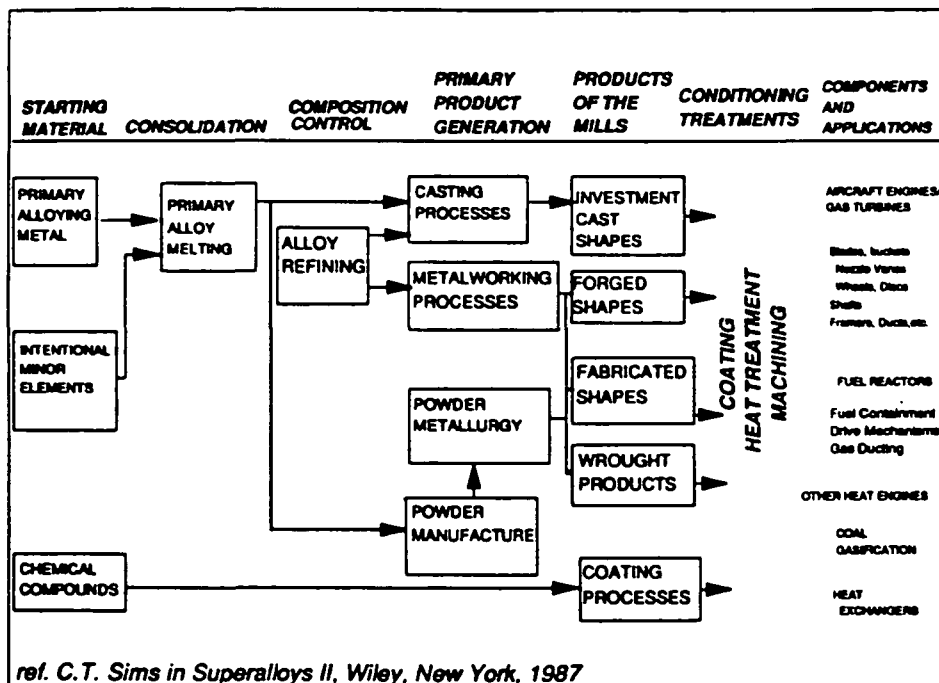 STARTING
MATERIAL
CONSOLIDATION
COMPOSITION
CONTROL
PRIMARY
PRODUCT
GENERATION
PRODUCTS
OF THE
MILLS
CONDITIONING
TREATMENTS
COMPONENTS
AND
APPLICATIONS
PRIMARY
ALLOYING
METAL
PRIMARY
ALLOY
MELTING
INTENTIONAL
MINOR
ELEMENTS
CHEMICAL
COMPOUNDS
ALLOY
REFINING
CASTING
PROCESSES
METALWORKING
PROCESSES
POWDER
METALLURGY
POWDER
MANUFACTURE
INVESTMENT
CAST
SHAPES
FORGED
SHAPES
FABRICATED
SHAPES
WROUGHT
PRODUCTS
COATING
PROCESSES
COATING
HEAT TREATMENT
MACHINING
AIRCRAFT ENGINES/
GAS TURBINES
Blades, buckets
Nozzle Vanes
Wheels, Discs
Shafts
Framers, Ducts,etc.
FUEL REACTORS
Fuel Containment
Drive Mechanisms
Gas Ducting
OTHER HEAT ENGINES
COAL
GASIFICATION
HEAT
EXCHANGERS
ref. C.T. Sims in Superalloys II, Wiley, New York, 1987